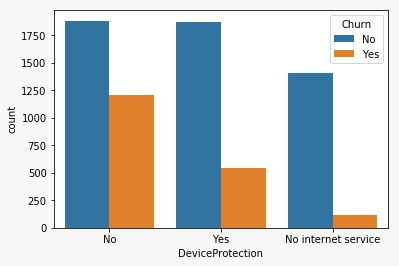 Churn
No
Yes
count
1750
1500
1250
1000
750
500
250
0
No Yes No internet service
DeviceProtection